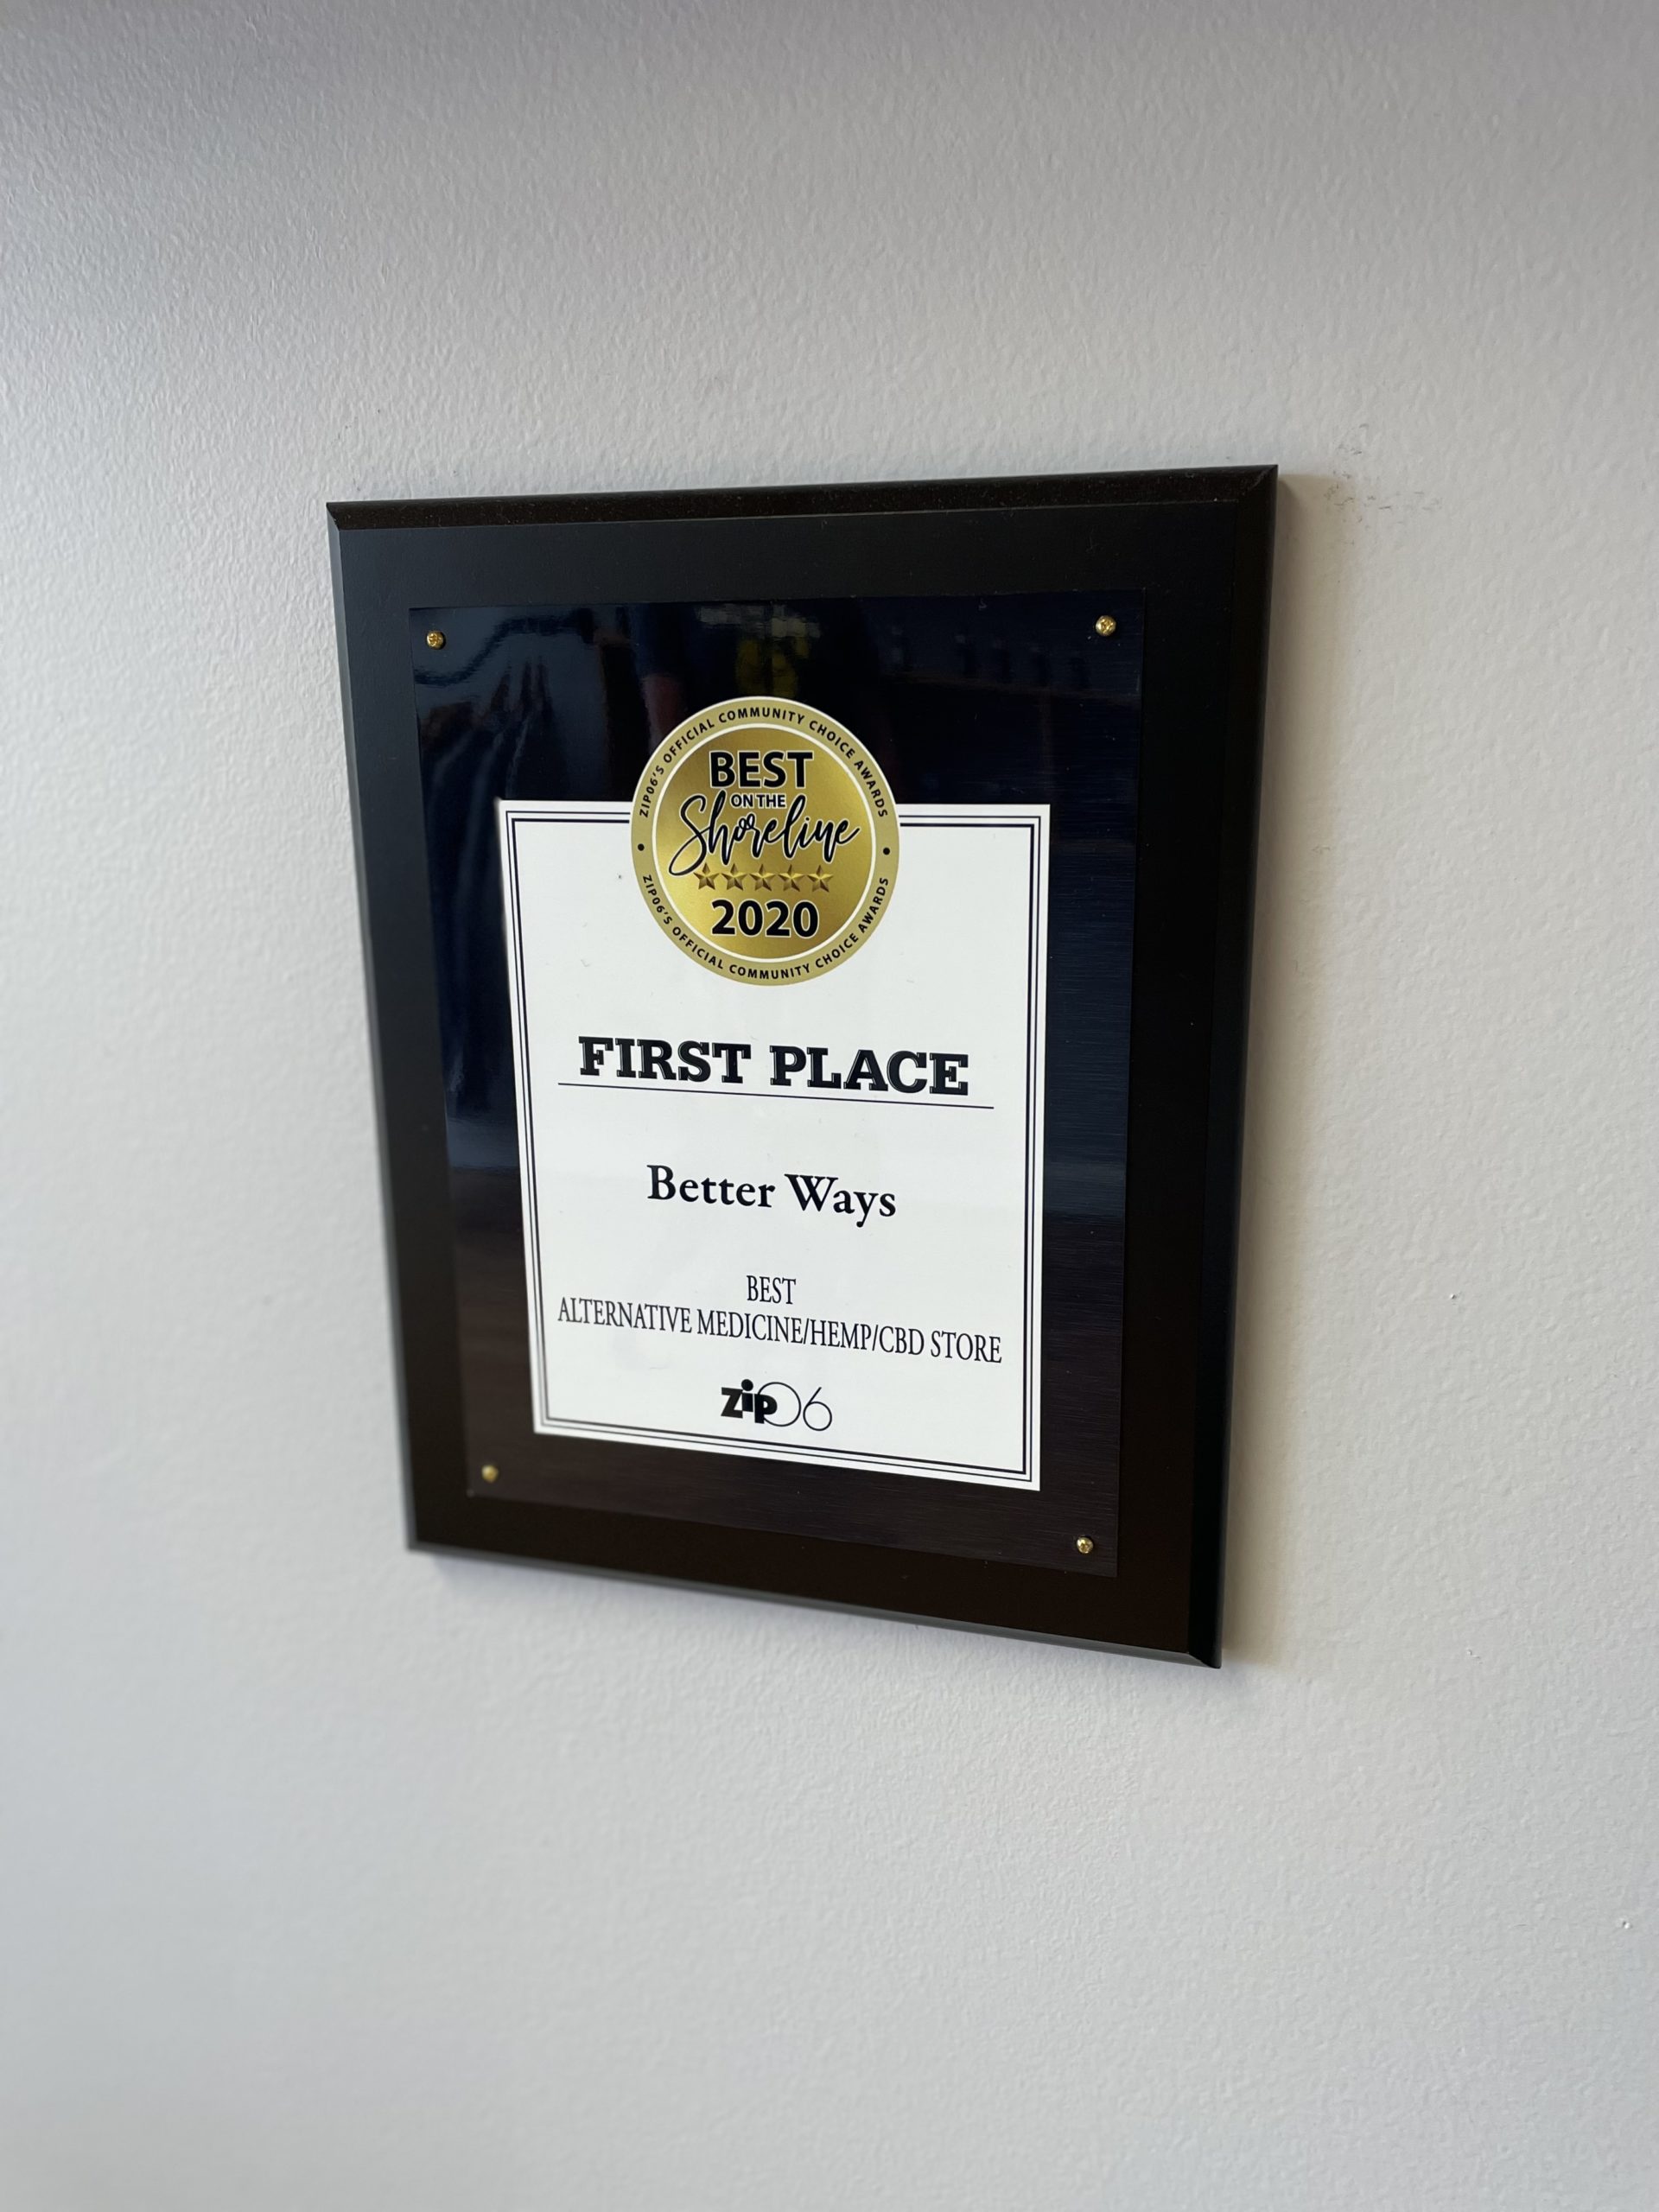 ZIP06'S OFFICIAL COMMUNITY CHOICE AWARDS
BEST
ON THE
Shoreline
2020
ZIP06'S OFFICIAL COMMUNITY CHOICE AWARDS
FIRST PLACE
Better Ways
BEST
ALTERNATIVE MEDICINE/HEMP/CBD STORE
zip06